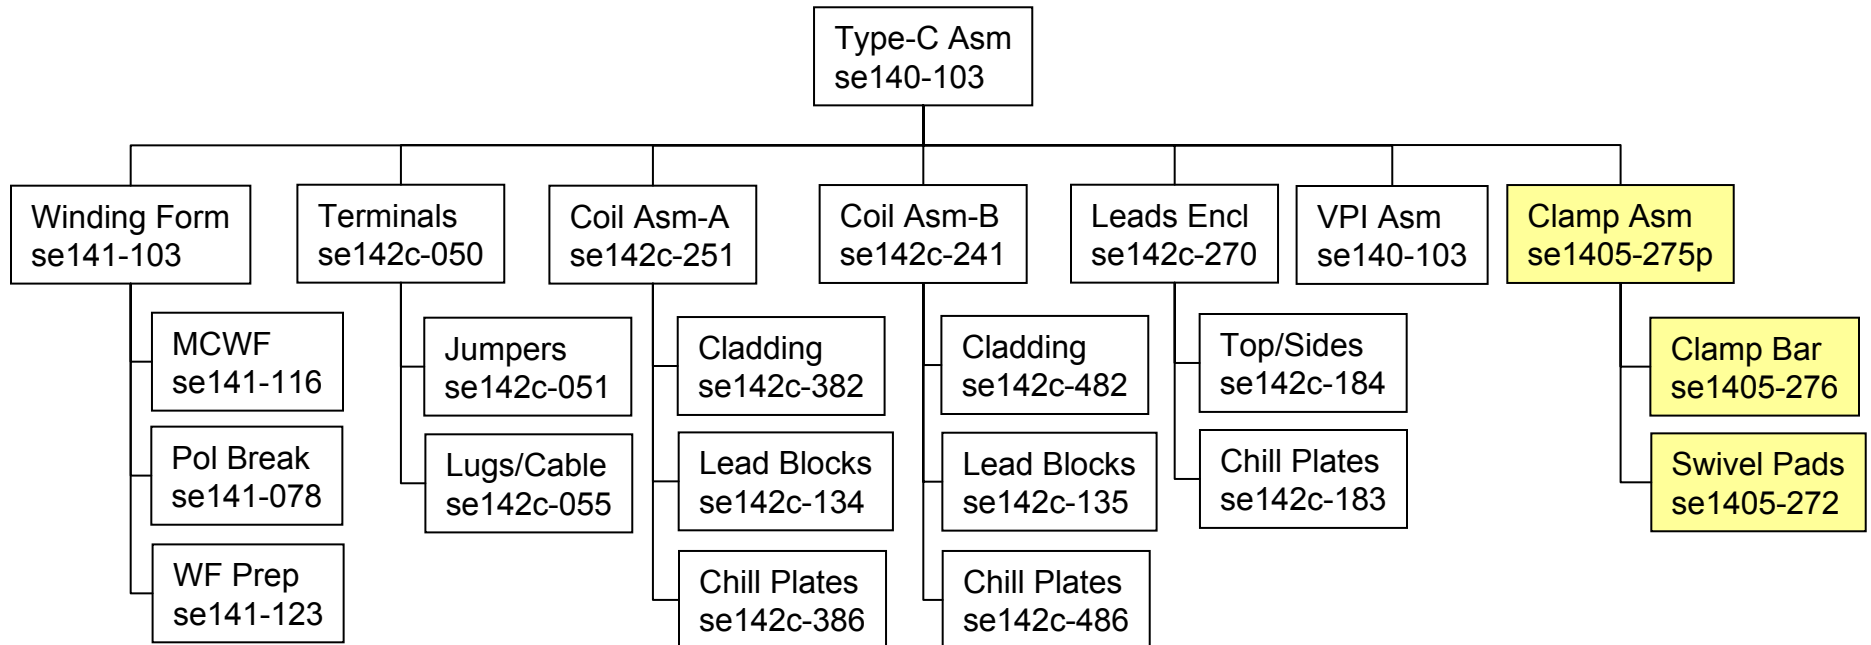 Type-C Asm
se140-103
Winding Form
se141-103
Terminals
se142c-050
Coil Asm-A
se142c-251
Coil Asm-B
se142c-241
Leads Encl
se142c-270
VPI Asm
se140-103
Clamp Asm
se1405-275p
MCWF
se141-116
Pol Break
se141-078
WF Prep
se141-123
Jumpers
se142c-051
Lugs/Cable
se142c-055
Cladding
se142c-382
Lead Blocks
se142c-134
Chill Plates
se142c-386
Cladding
se142c-482
Lead Blocks
se142c-135
Chill Plates
se142c-486
Top/Sides
se142c-184
Chill Plates
se142c-183
Clamp Bar
se1405-276
Swivel Pads
se1405-272